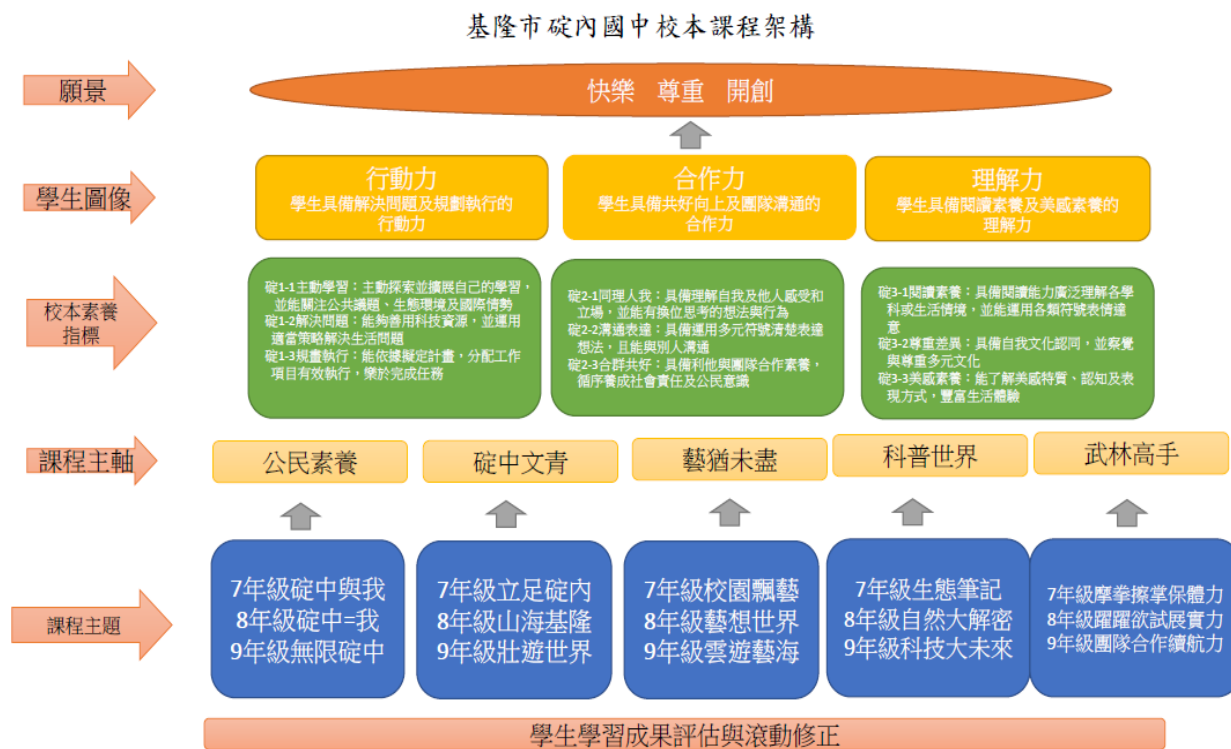 基隆市碇內國中校本課程架構
願景
快樂 尊重 開創
學生圖像
行動力
學生具備解決問題及規劃執行的
行動力
合作力
學生具備共好向上及團隊溝通的
合作力
理解力
學生具備閱讀素養及美感素養的
理解力
校本素養
指標
碇1-1主動學習：主動探索並擴展自己的學習，
並能關注公共議題、生態環境及國際情勢
碇1-2解決問題：能夠善用科技資源，並運用
適當策略解決生活問題
碇1-3規畫執行：能依據擬定計畫，分配工作
項目有效執行，樂於完成任務
碇2-1同理人我：具備理解自我及他人感受和
立場，並能有換位思考的想法與行為
碇2-2溝通表達：具備運用多元符號清楚表達
想法，且能與別人溝通
碇2-3合群共好：具備利他與團隊合作素養，
循序養成社會責任及公民意識
碇3-1閱讀素養：具備閱讀能力廣泛理解各學
科或生活情境，並能運用各類符號表情達
意
碇3-2尊重差異：具備自我文化認同，並察覺
與尊重多元文化
碇3-3美感素養：能了解美感特質、認知及表
現方式，豐富生活體驗
課程主軸
公民素養
碇中文青
藝猶未盡
科普世界
武林高手
課程主題
7年級碇中與我
8年級碇中=我
9年級無限碇中
7年級立足碇內
8年級山海基隆
9年級壯遊世界
7年級校園飄藝
8年級藝想世界
9年級雲遊藝海
7年級生態筆記
8年級自然大解密
9年級科技大未來
7年級摩拳擦掌保體力
8年級躍躍欲試展實力
9年級團隊合作續航力
學生學習成果評估與滾動修正